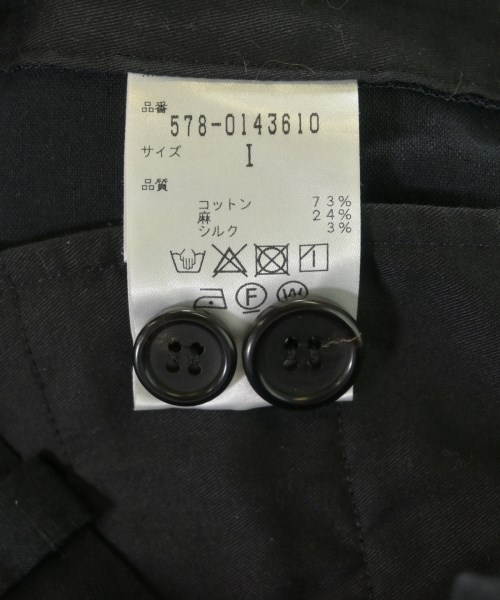 品番
578-0143610
サイズ
I
品質
コットン 73%
麻 24%
シルク 3%
F W